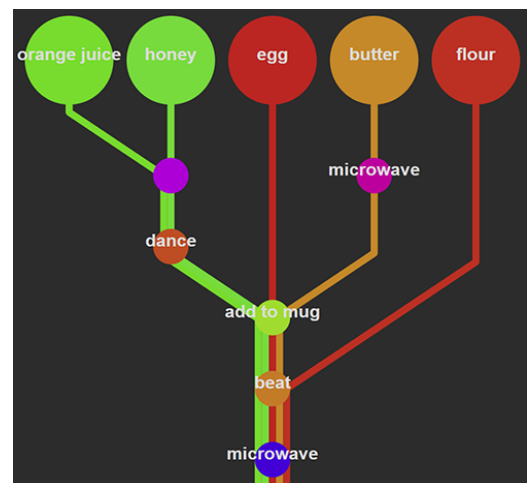 orange juice
honey
egg
butter
flour
microwave
dance
add to mug
beat
microwave